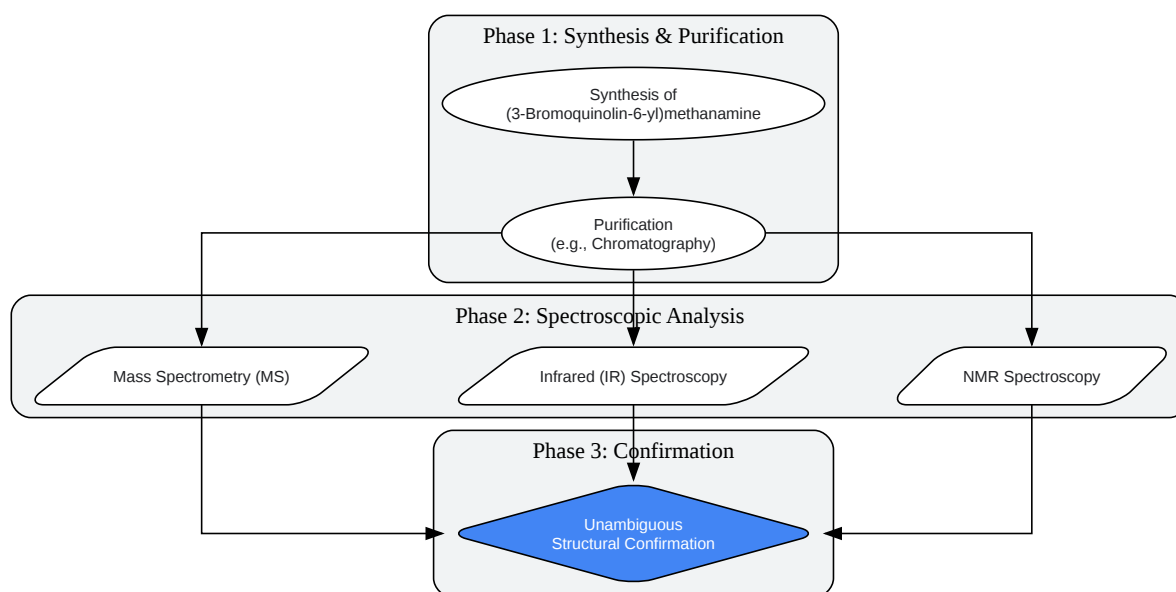 Phase 1: Synthesis & Purification
Synthesis of
(3-Bromoquinolin-6-yl)methanamine
Purification
(e.g., Chromatography)
Phase 2: Spectroscopic Analysis
Mass Spectrometry (MS)
Infrared (IR) Spectroscopy
NMR Spectroscopy
Phase 3: Confirmation
Unambiguous
Structural Confirmation